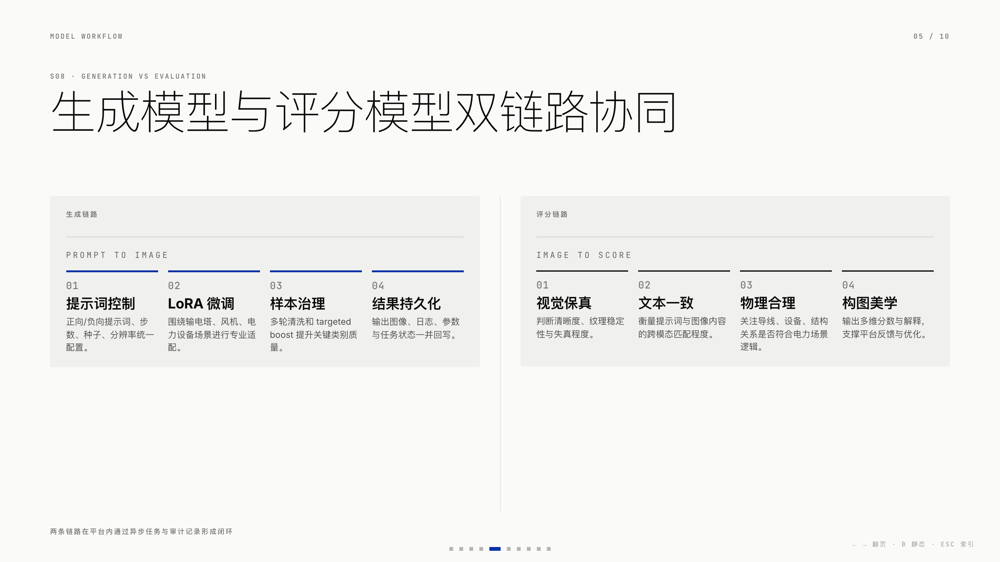 MODEL WORKFLOW
05 / 10
S08 · GENERATION VS EVALUATION
生成模型与评分模型双链路协同
生成链路
PROMPT TO IMAGE
01
提示词控制
正向/负向提示词、步
数、种子、分辨率统一
配置。
02
LoRA 微调
围绕输电塔、风机、电
力设备场景进行专业适
配。
03
样本治理
多轮清洗和 targeted
boost 提升关键类别质
量。
04
结果持久化
输出图像、日志、参数
与任务状态一并回写。
评分链路
IMAGE TO SCORE
01
视觉保真
判断清晰度、纹理稳定
性与失真程度。
02
文本一致
衡量提示词与图像内容
的跨模态匹配程度。
03
物理合理
关注导线、设备、结构
关系是否符合电力场景
逻辑。
04
构图美学
输出多维分数与解释,
支撑平台反馈与优化。
两条链路在平台内通过异步任务与审计记录形成闭环
← → 翻页 · B 静态 · ESC 索引